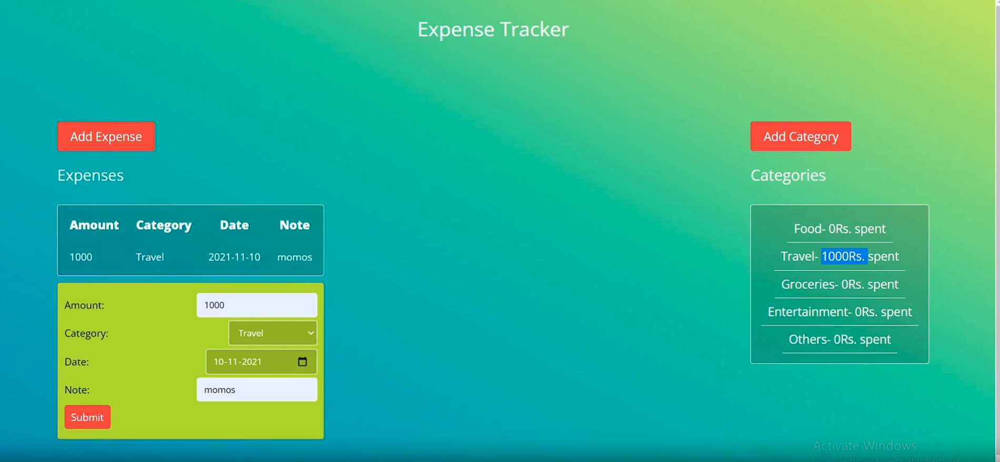 Expense Tracker
Add Expense
Add Category
Expenses
Categories
Amount Category Date Note
1000 Travel 2021-11-10 momos
Food- 0Rs. spent
Travel- 1000Rs. spent
Groceries- 0Rs. spent
Entertainment- 0Rs. spent
Others- 0Rs. spent
Amount: 1000
Category: Travel
Date: 10-11-2021
Note: momos
Submit
Activate Windows